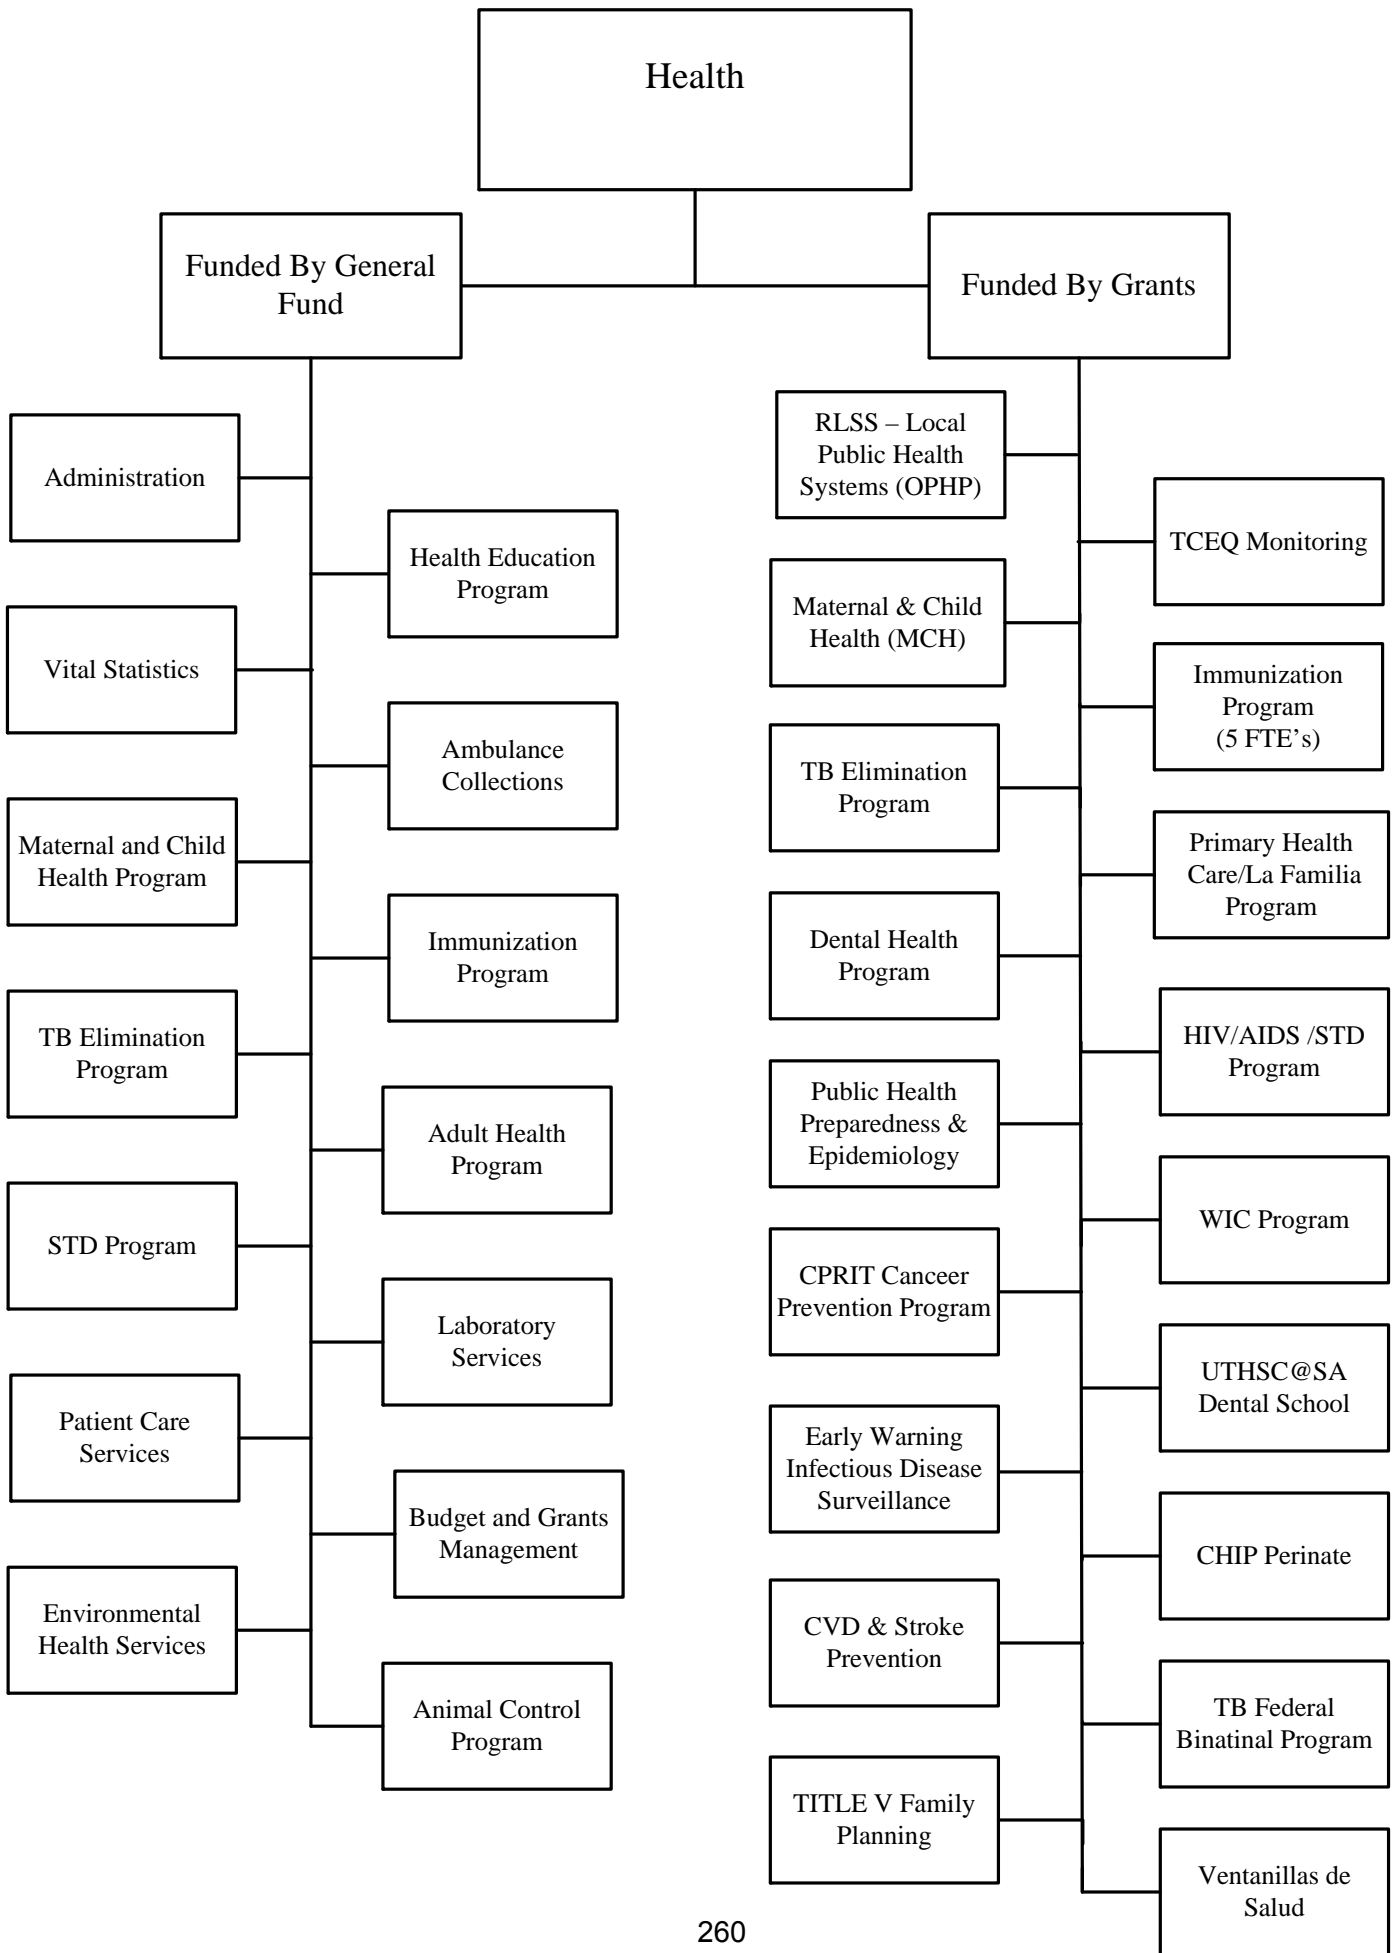 Health
Funded By General
Fund
Funded By Grants
Administration
Health Education
Program
Vital Statistics
Ambulance
Collections
Maternal and Child
Health Program
Immunization
Program
TB Elimination
Program
Adult Health
Program
STD Program
Laboratory
Services
Patient Care
Services
Budget and Grants
Management
Environmental
Health Services
Animal Control
Program
RLSS – Local
Public Health
Systems (OPHP)
TCEQ Monitoring
Maternal & Child
Health (MCH)
Immunization
Program
(5 FTE’s)
TB Elimination
Program
Primary Health
Care/La Familia
Program
Dental Health
Program
HIV/AIDS /STD
Program
Public Health
Preparedness &
Epidemiology
WIC Program
CPRIT Canceer
Prevention Program
UTHSC@SA
Dental School
Early Warning
Infectious Disease
Surveillance
CHIP Perinate
CVD & Stroke
Prevention
TB Federal
Binatinal Program
TITLE V Family
Planning
Ventanillas de
Salud
260